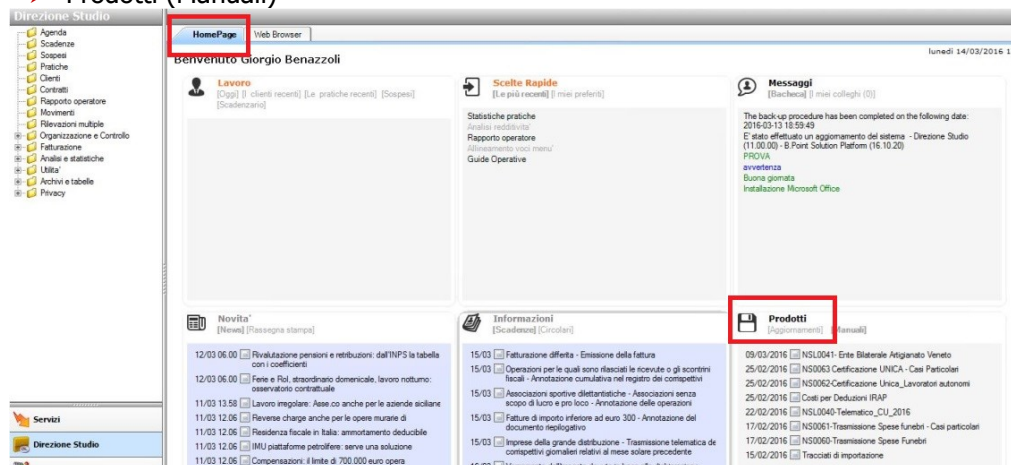 Prodotti (Manuali)
Direzione Studio
Agenda
Scadenze
Sospesi
Pratiche
Clienti
Contratti
Rapporto operatore
Movimenti
Rilevazioni multiple
Organizzazione e Controllo
Fatturazione
Analisi e statistiche
Utilita'
Archivi e tabelle
Privacy
Servizi
Direzione Studio
HomePage
Web Browser
lunedì 14/03/2016 1
Benvenuto Giorgio Benazzoli
Lavoro
[Oggi] [I clienti recenti] [Le pratiche recenti] [Sospesi]
[Scadenzario]
Scelte Rapide
[Le più recenti] [I miei preferiti]
Statistiche pratiche
Analisi redditivita'
Rapporto operatore
Allineamento voci menu'
Guide Operative
Messaggi
[Bacheca] [I miei colleghi (0)]
The back-up procedure has been completed on the following date:
2016-03-13 18:59:49
E' stato effettuato un aggiornamento del sistema - Direzione Studio
(11.00.00) - B.Point Solution Platform (16.10.20)
PROVA
avvertenza
Buona giornata
Installazione Microsoft Office
Novita'
[News] [Rassegna stampa]
12/03 06.00 Rivalutazione pensioni e retribuzioni: dall'INPS la tabella
con i coefficienti
12/03 06.00 Ferie e Rol, straordinario domenicale, lavoro notturno:
osservatorio contrattuale
11/03 13.58 Lavoro irregolare: Asse.co anche per le aziende siciliane
11/03 12.06 Reverse charge anche per le opere murarie di
11/03 12.06 Residenza fiscale in Italia: ammortamento deducibile
11/03 12.06 IMU piattaforme petrolifere: serve una soluzione
11/03 12.06 Compensazioni: il limite di 700.000 euro opera
Informazioni
[Scadenze] [Circolari]
15/03 Fatturazione differita - Emissione della fattura
15/03 Operazioni per le quali sono rilasciati le ricevute o gli scontrini
fiscali - Annotazione cumulativa nel registro dei corrispettivi
15/03 Associazioni sportive dilettantistiche - Associazioni senza
scopo di lucro e pro loco - Annotazione delle operazioni
15/03 Fatture di importo inferiore ad euro 300 - Annotazione del
documento riepilogativo
15/03 Imprese della grande distribuzione - Trasmissione telematica dei
corrispettivi giornalieri relativi al mese solare precedente
Prodotti
[Aggiornamenti] [Manuali]
09/03/2016 NSL0041- Ente Bilaterale Artigianato Veneto
25/02/2016 NS0063 Certificazione UNICA - Casi Particolari
25/02/2016 NS0062-Certificazione Unica_Lavoratori autonomi
25/02/2016 Costi per Deduzioni IRAP
22/02/2016 NSL0040-Telematico_CU_2016
17/02/2016 NS0061-Trasmissione Spese funebri - Casi particolari
17/02/2016 NS0060-Trasmissione Spese Funebri
15/02/2016 Tracciati di importazione